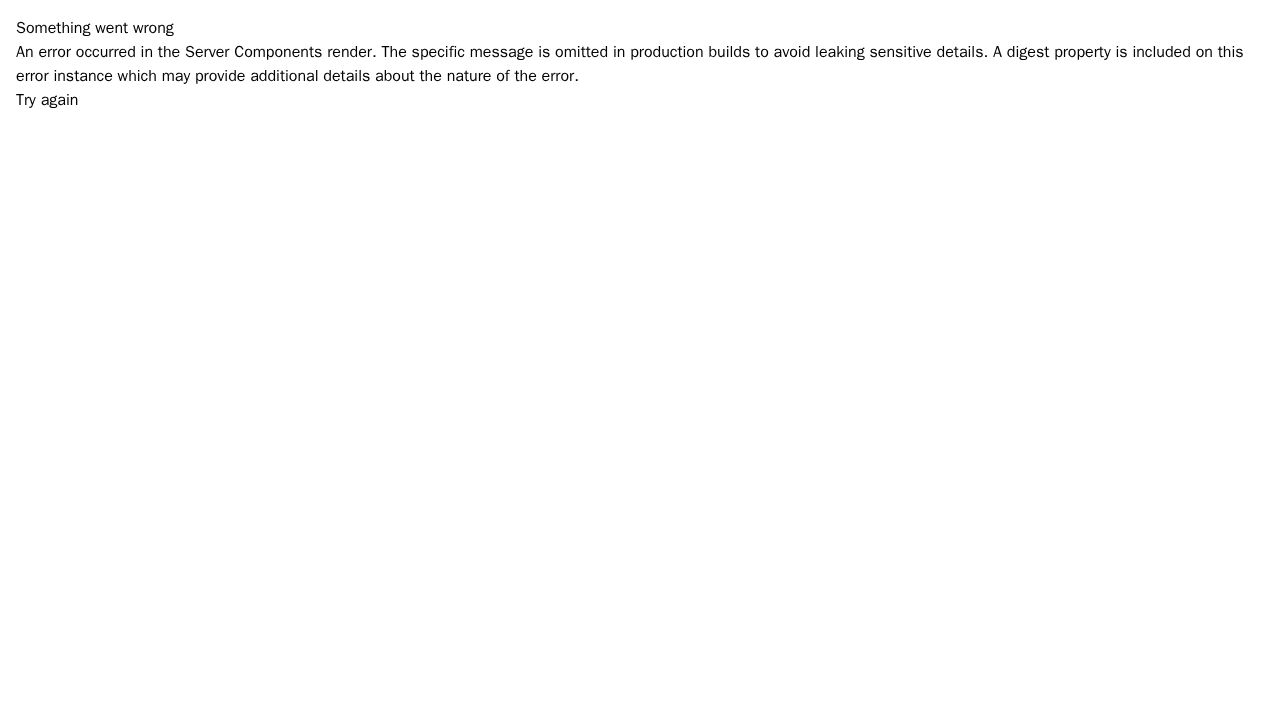 Something went wrong
An error occurred in the Server Components render. The specific message is omitted in production builds to avoid leaking sensitive details. A digest property is included on this
error instance which may provide additional details about the nature of the error.
Try again